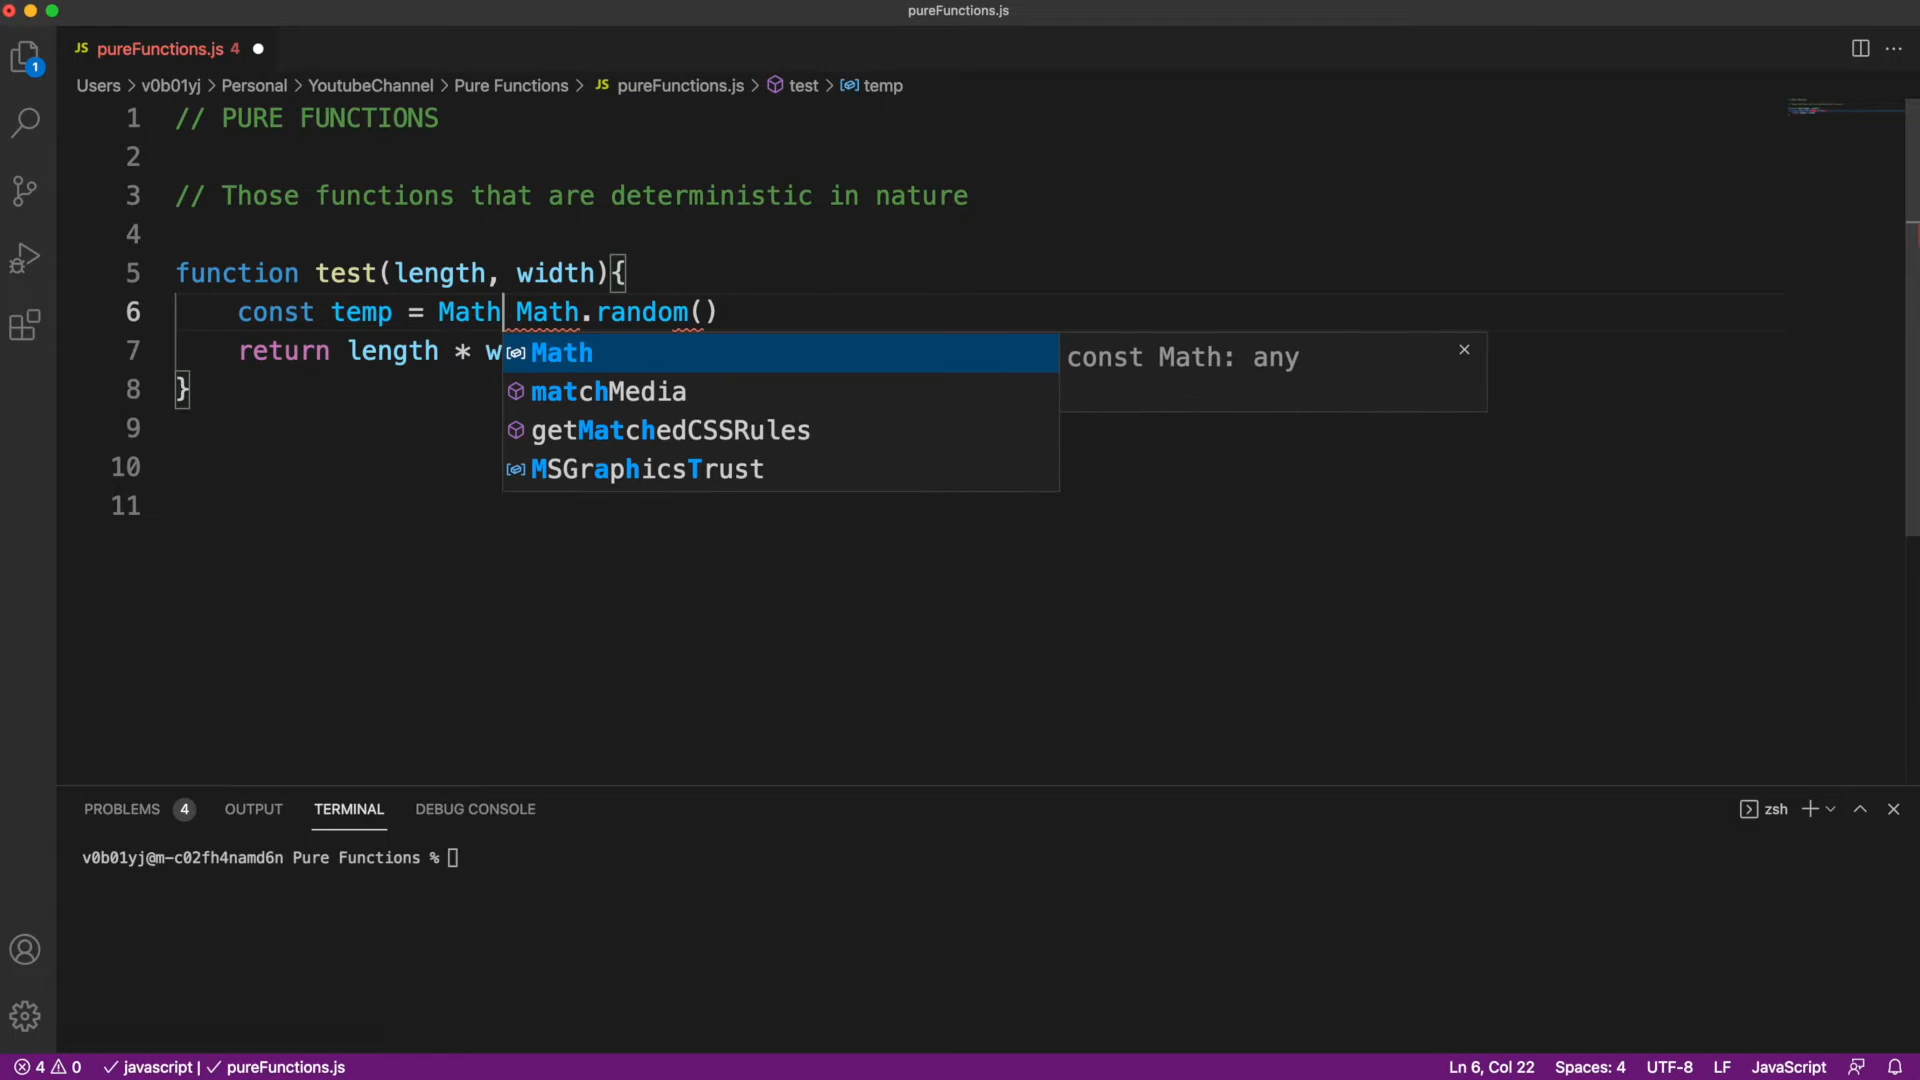 pureFunctions.js
JS pureFunctions.js 4
1
Users > v0b01yj > Personal > YoutubeChannel > Pure Functions > JS pureFunctions.js > test > temp
1 // PURE FUNCTIONS
2
3 // Those functions that are deterministic in nature
4
5 function test(length, width){
6 const temp = Math Math.random()
7 return length * w
Math
const Math: any
8 }
matchMedia
9
getMatchedCSSRules
10
MSGraphicsTrust
11
PROBLEMS 4 OUTPUT TERMINAL DEBUG CONSOLE
zsh
v0b01yj@m-c02fh4namd6n Pure Functions %
4 0 javascript | pureFunctions.js
Ln 6, Col 22 Spaces: 4 UTF-8 LF JavaScript